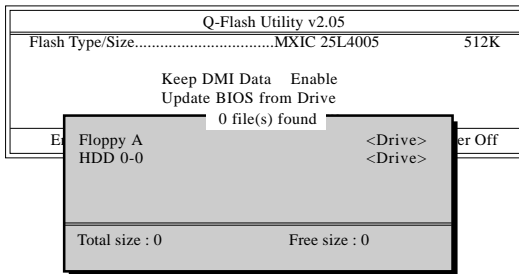 Q-Flash Utility v2.05
Flash Type/Size.................................MXIC 25L4005 512K
Keep DMI Data Enable
Update BIOS from Drive
0 file(s) found
Floppy A <Drive>
HDD 0-0 <Drive>
Total size : 0 Free size : 0